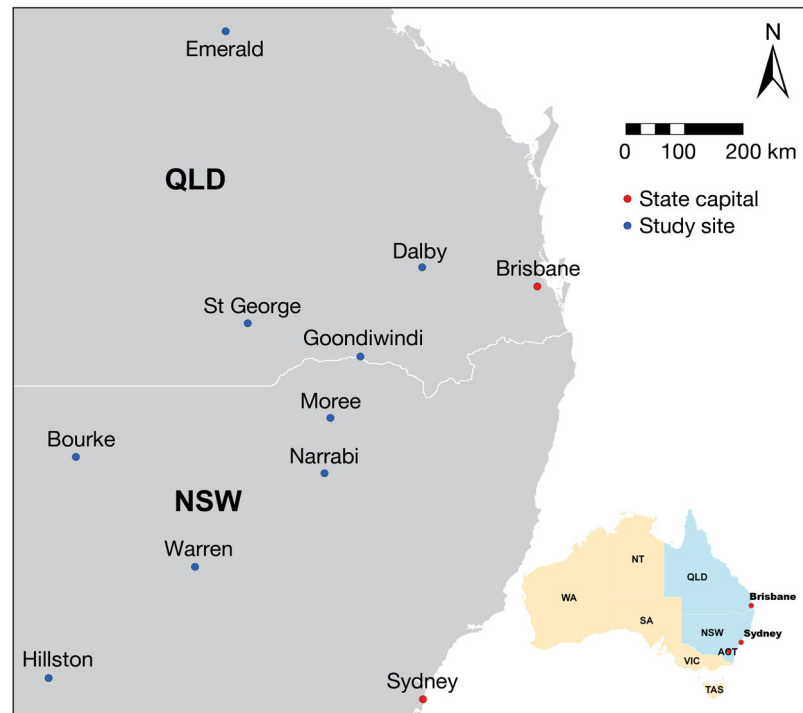 N
0 100 200 km
State capital
Study site
Emerald
QLD
Dalby
Brisbane
St George
Goondiwindi
Moree
Bourke
Narrabi
NSW
Warren
Hillston
Sydney
NT
QLD
WA
Brisbane
SA
NSW
Sydney
ACT
VIC
TAS